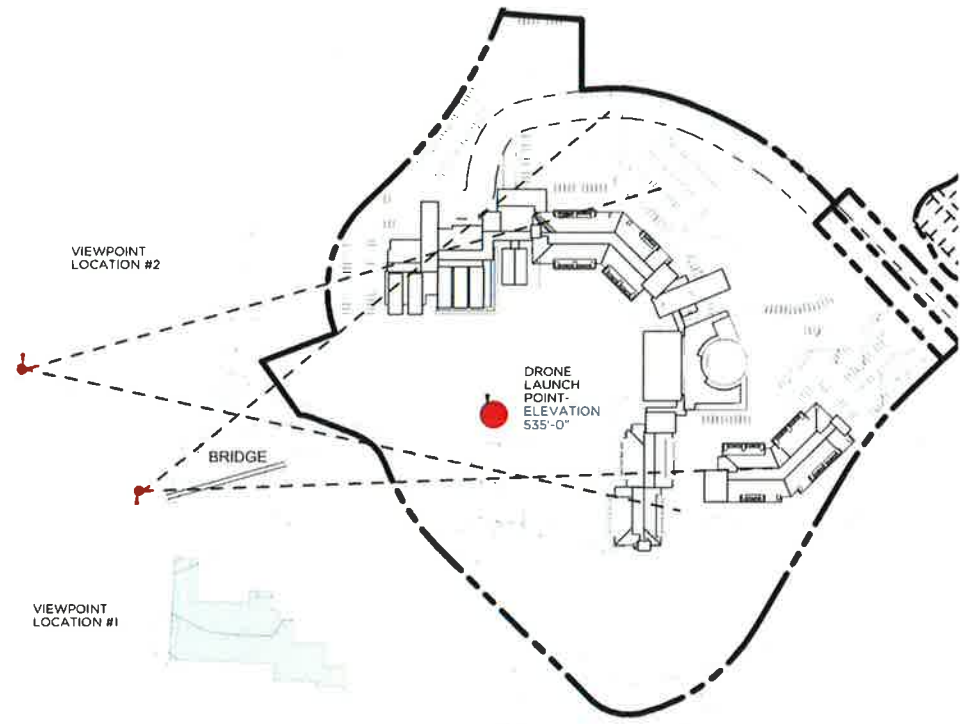 VIEWPOINT
LOCATION #2
DRONE
LAUNCH
POINT-
ELEVATION
535'-0"
BRIDGE
VIEWPOINT
LOCATION #1